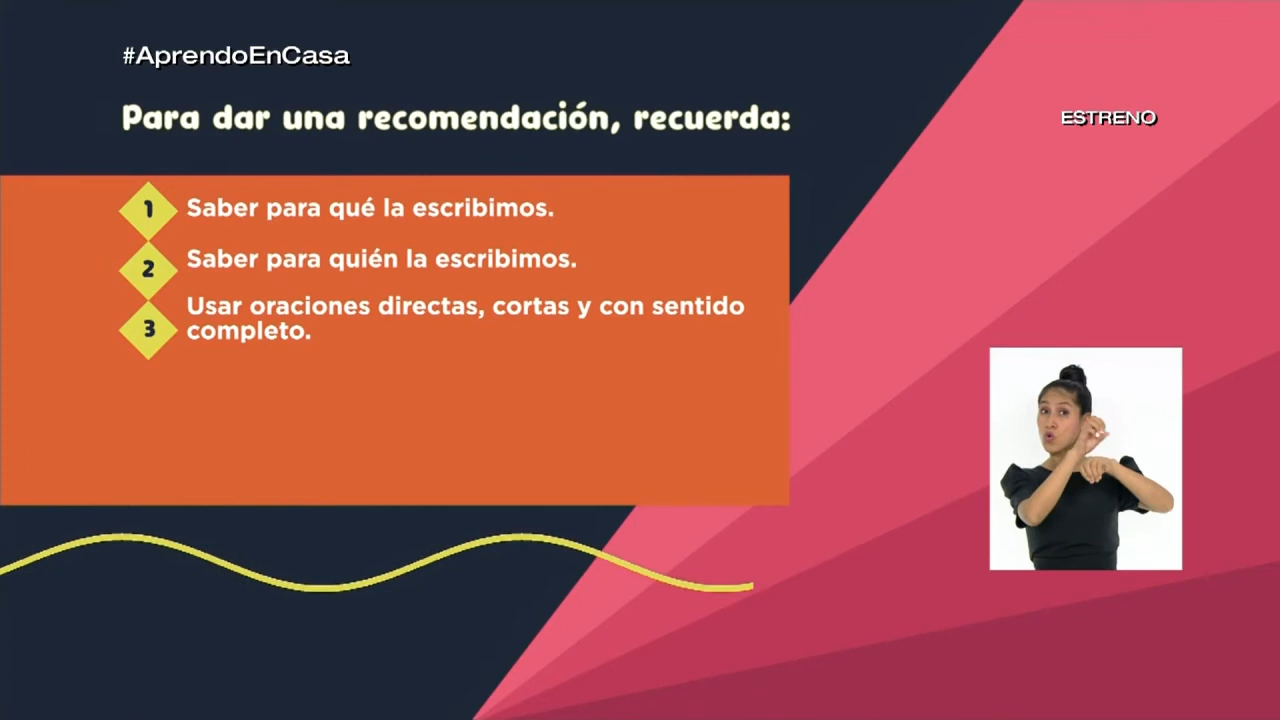 #AprendoEnCasa
Para dar una recomendación, recuerda:
ESTRENO
1 Saber para qué la escribimos.
2 Saber para quién la escribimos.
3 Usar oraciones directas, cortas y con sentido
completo.